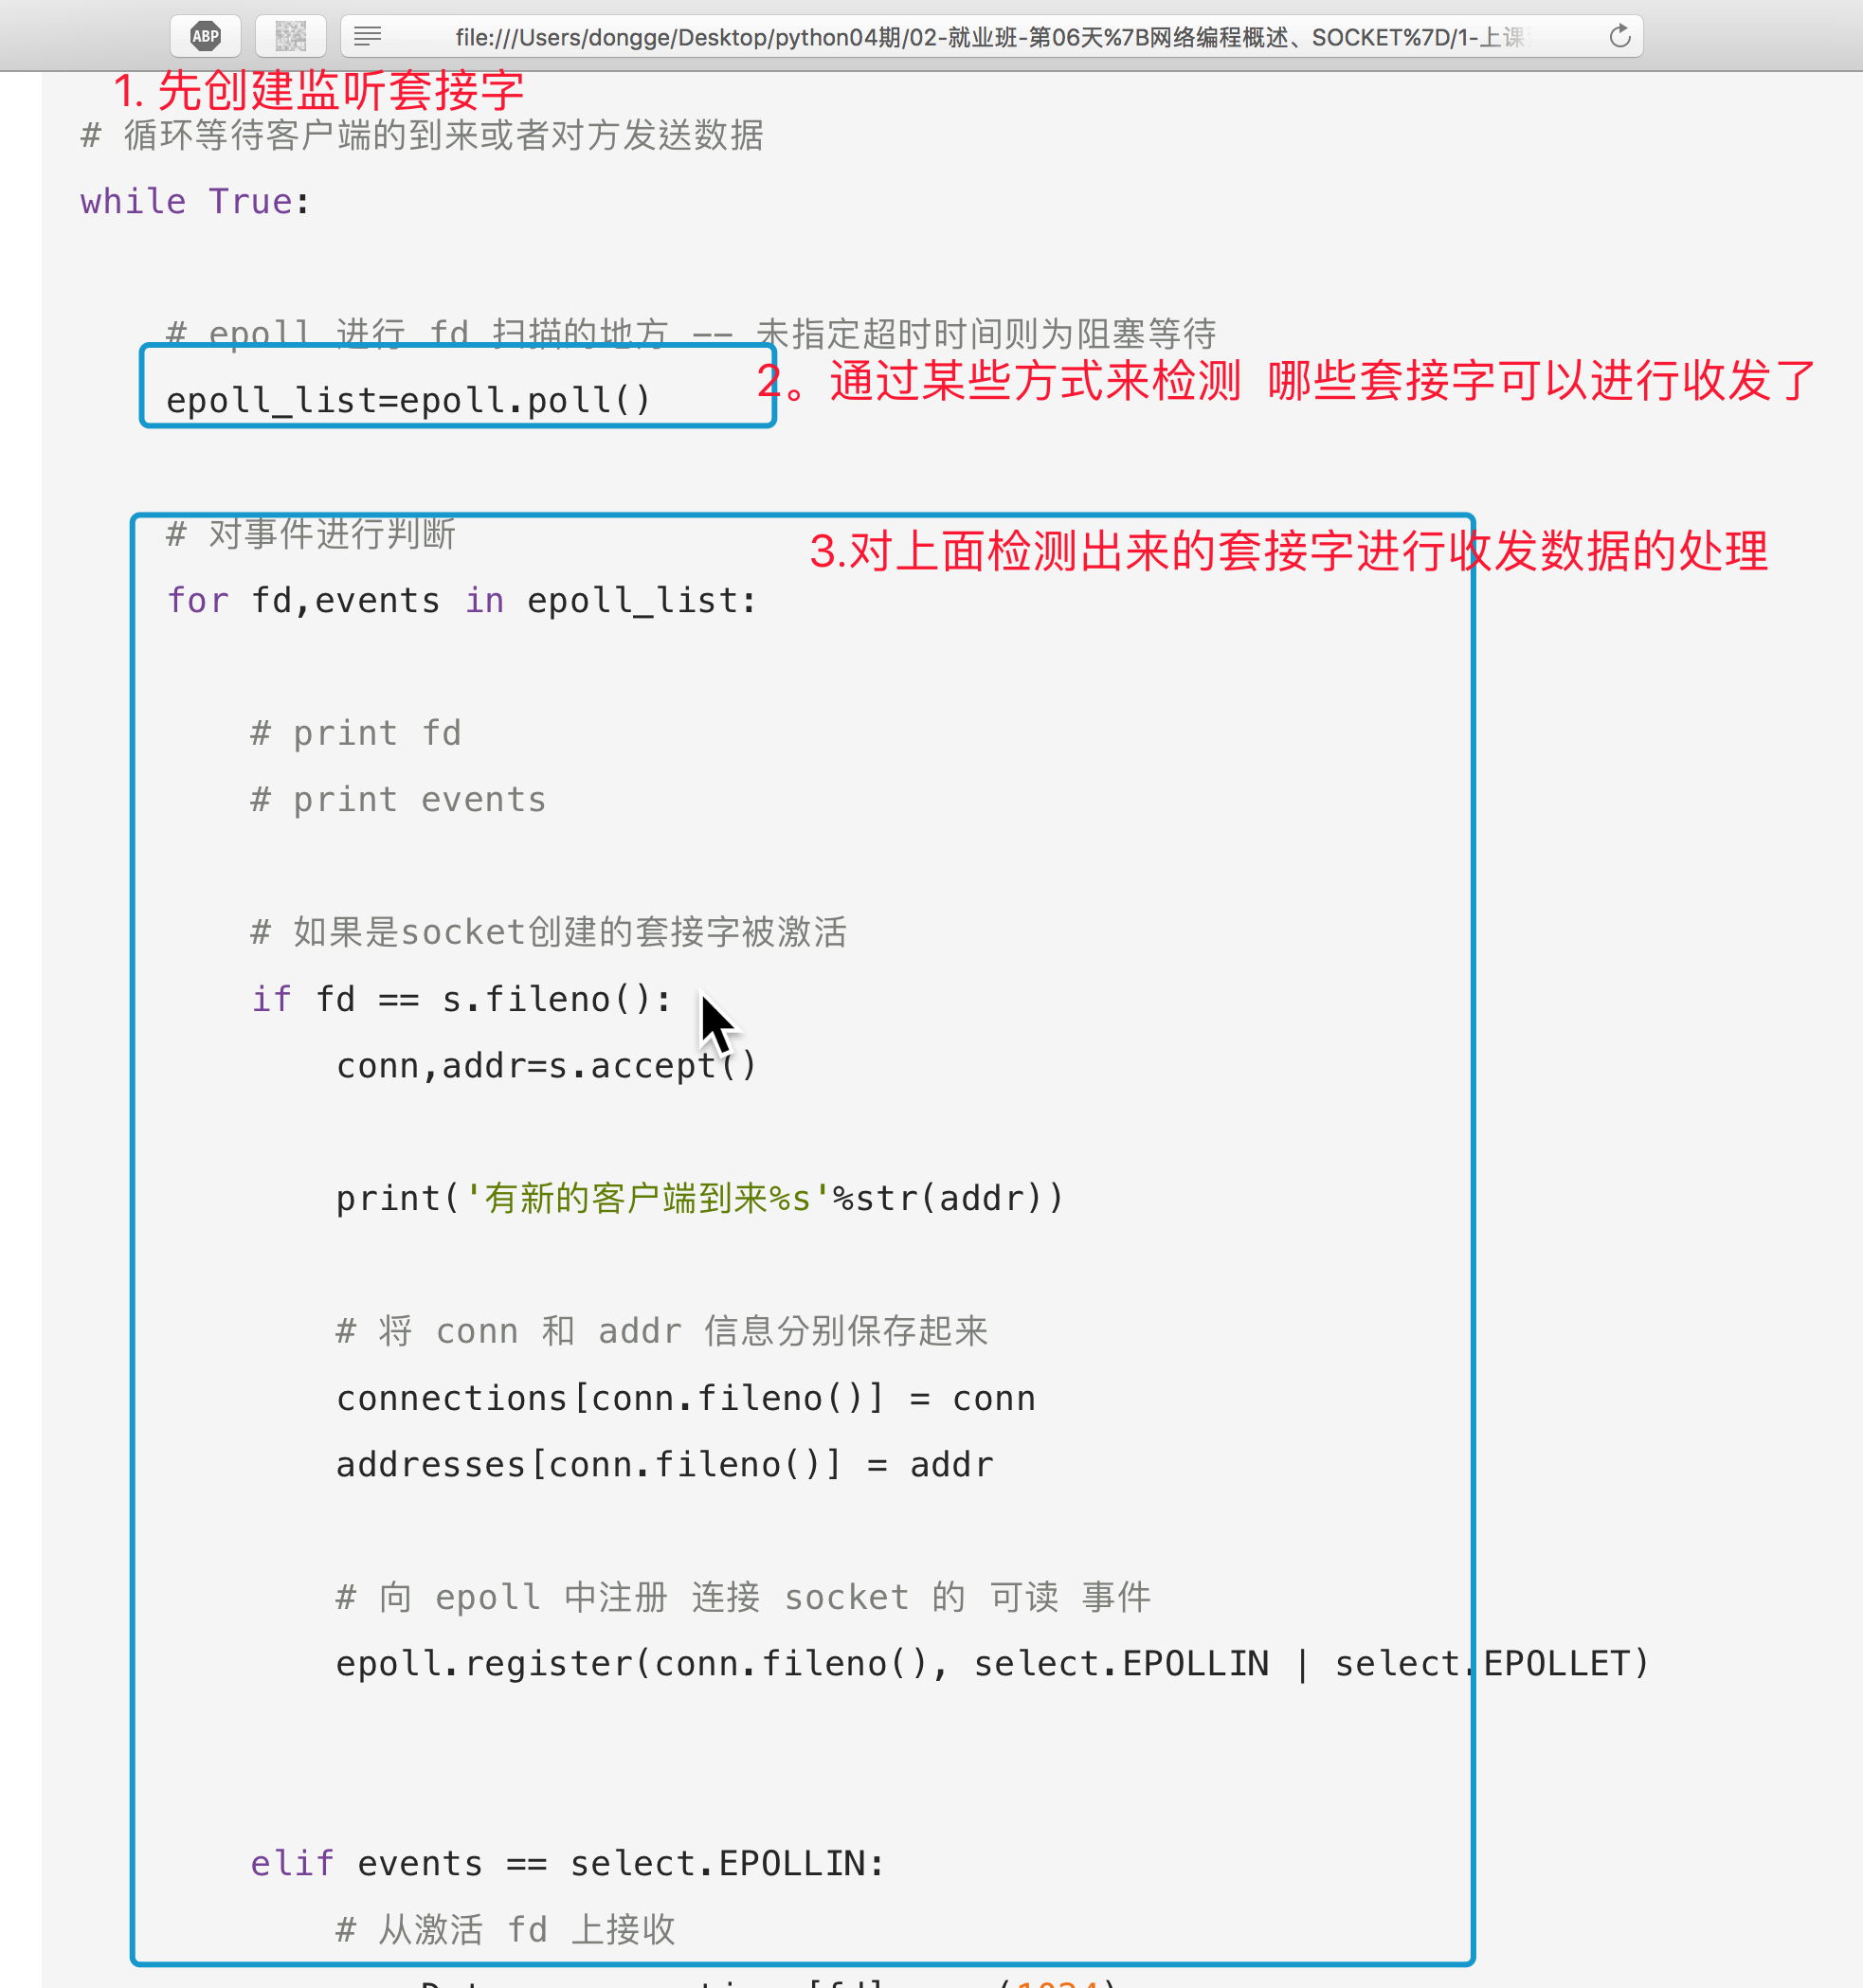 ABP
file:///Users/dongge/Desktop/python04期/02-就业班-第06天%7B网络编程概述、SOCKET%7D/1-上课
1. 先创建监听套接字
# 循环等待客户端的到来或者对方发送数据
while True:
# epoll 进行 fd 扫描的地方 -- 未指定超时时间则为阻塞等待
epoll_list=epoll.poll()
2。通过某些方式来检测 哪些套接字可以进行收发了
# 对事件进行判断
3.对上面检测出来的套接字进行收发数据的处理
for fd,events in epoll_list:
# print fd
# print events
# 如果是socket创建的套接字被激活
if fd == s.fileno():
conn,addr=s.accept()
print('有新的客户端到来%s'%str(addr))
# 将 conn 和 addr 信息分别保存起来
connections[conn.fileno()] = conn
addresses[conn.fileno()] = addr
# 向 epoll 中注册 连接 socket 的 可读 事件
epoll.register(conn.fileno(), select.EPOLLIN | select.EPOLLET)
elif events == select.EPOLLIN:
# 从激活 fd 上接收